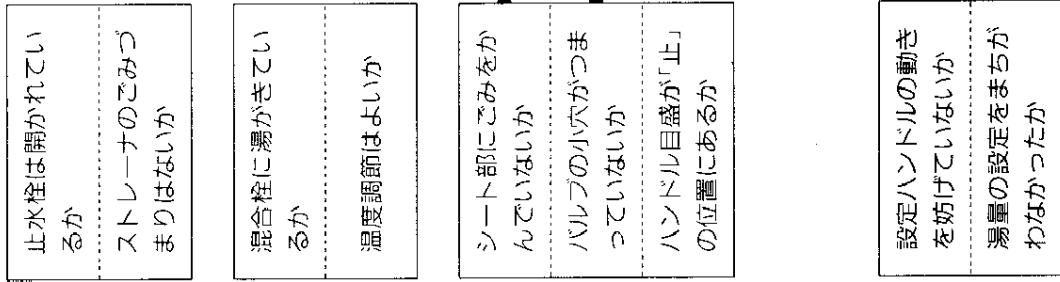 止水栓は開かれてい
るか
ストレーナのごみづ
まりはないか
混合栓に湯がきてい
るか
温度調節はよいか
シート部にごみをか
んでいないか
バルブの小穴がつま
っていないか
ハンドル目盛が「止」
の位置にあるか
設定ハンドルの動き
を妨げていないか
湯量の設定をまちが
わなかったか